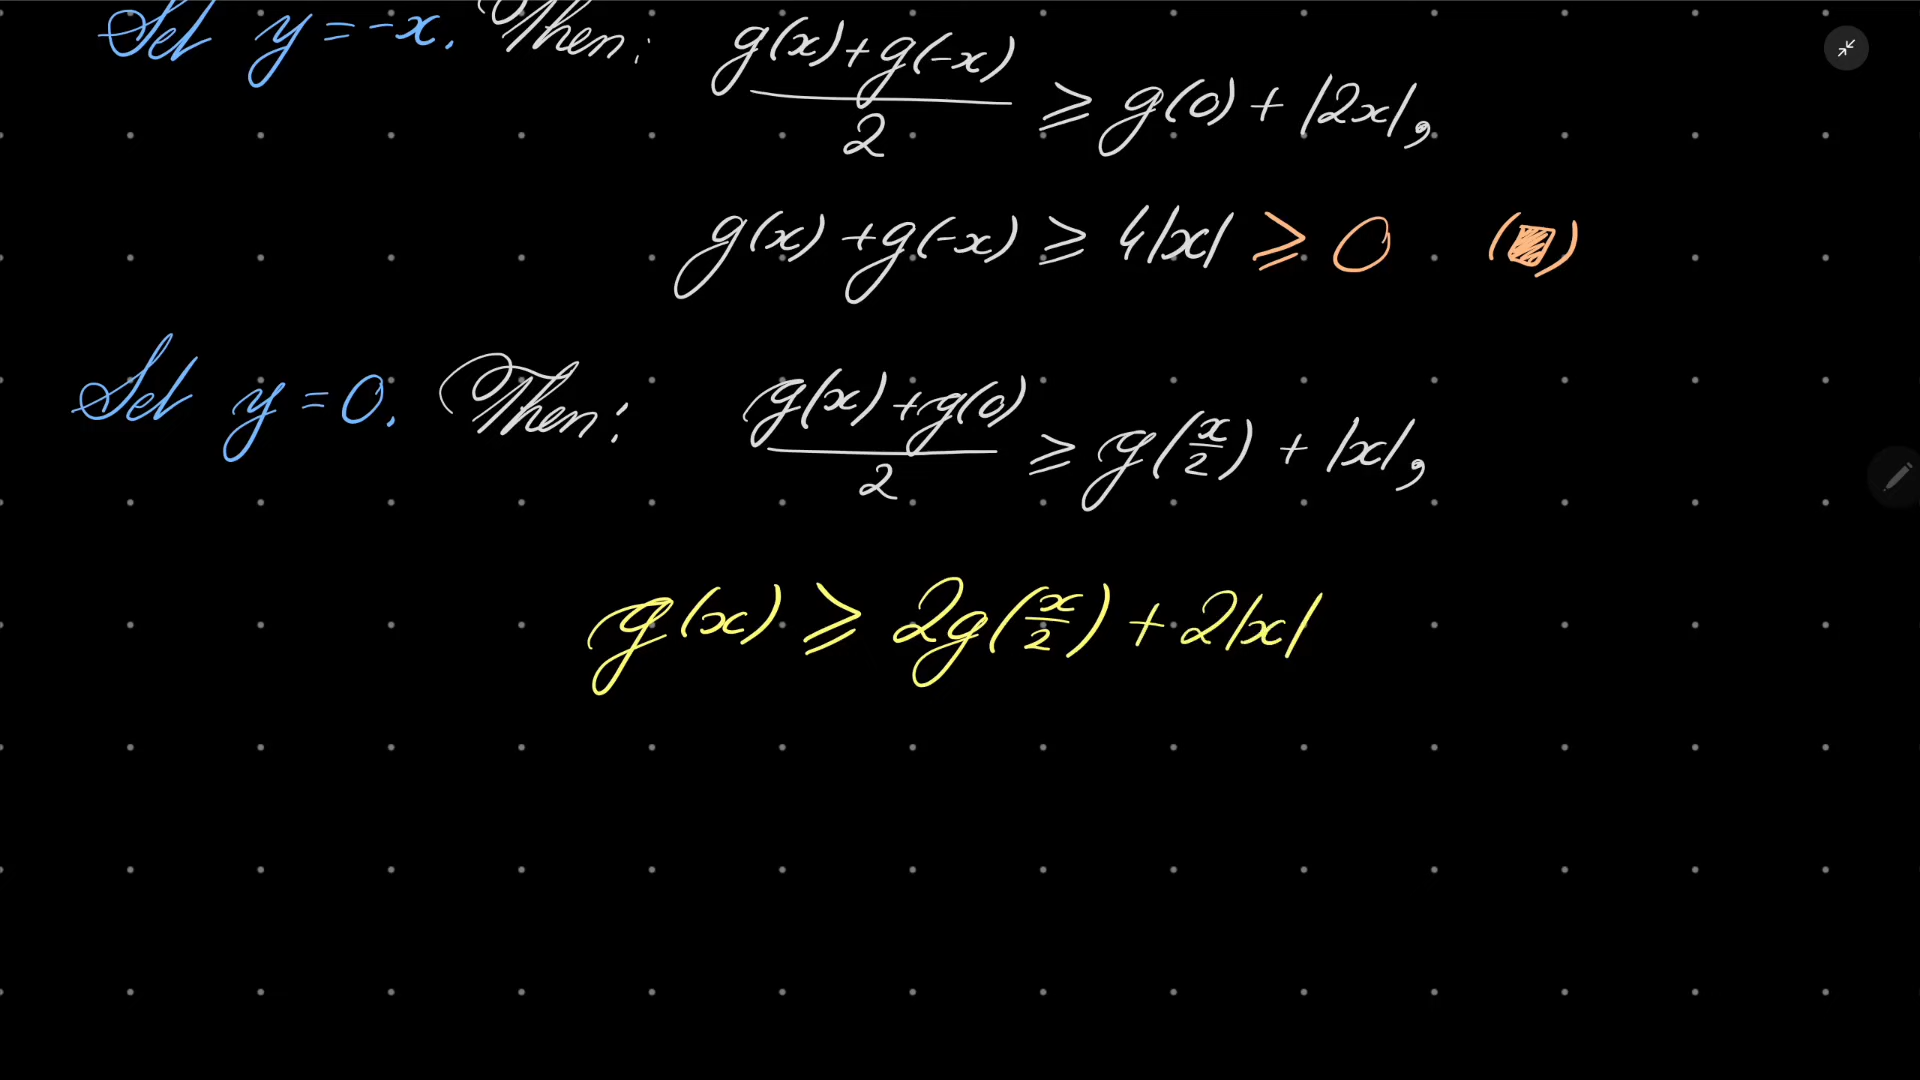 Set y = -x. Then: (g(x) + g(-x))/2 ⩾ g(0) + |2x|,
g(x) + g(-x) ⩾ 4|x| ⩾ 0 (■)
Set y = 0. Then: (g(x) + g(0))/2 ⩾ g(x/2) + |x|,
g(x) ⩾ 2g(x/2) + 2|x|